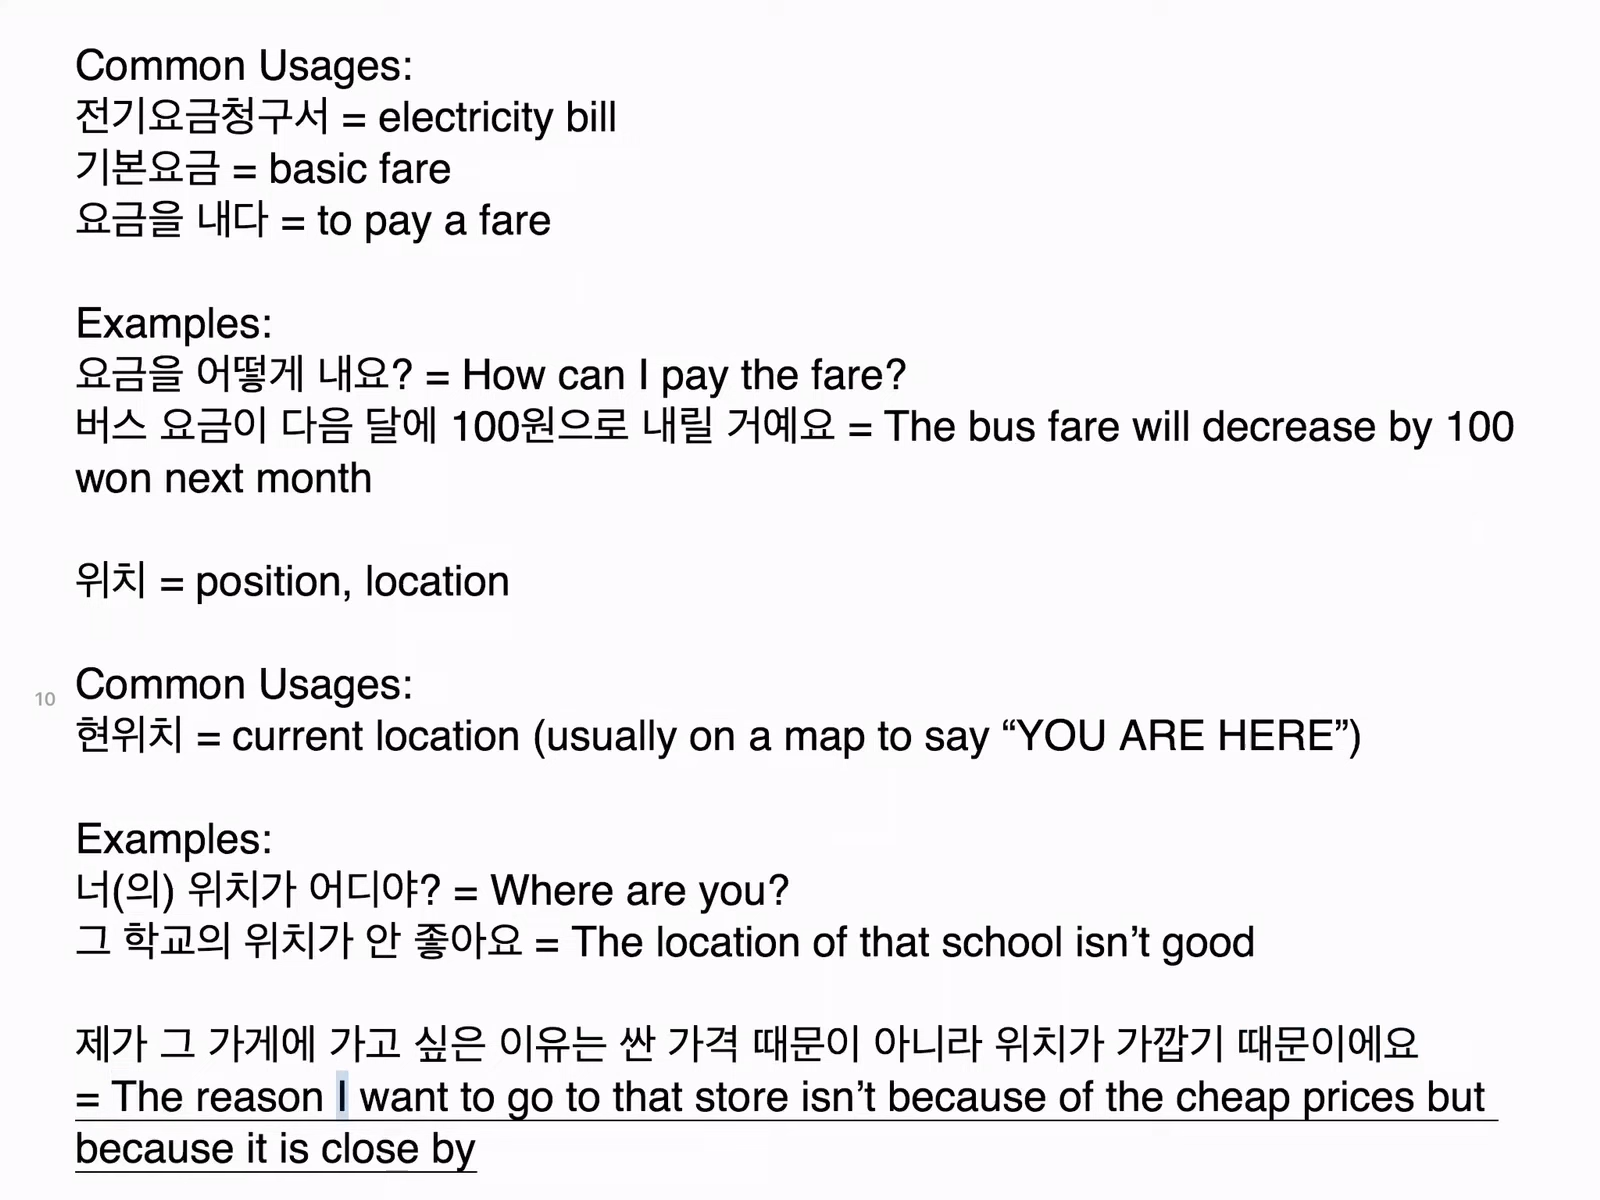 Common Usages:
전기요금청구서 = electricity bill
기본요금 = basic fare
요금을 내다 = to pay a fare
Examples:
요금을 어떻게 내요? = How can I pay the fare?
버스 요금이 다음 달에 100원으로 내릴 거예요 = The bus fare will decrease by 100
won next month
위치 = position, location
10
Common Usages:
현위치 = current location (usually on a map to say “YOU ARE HERE”)
Examples:
너(의) 위치가 어디야? = Where are you?
그 학교의 위치가 안 좋아요 = The location of that school isn’t good
제가 그 가게에 가고 싶은 이유는 싼 가격 때문이 아니라 위치가 가깝기 때문이에요
= The reason I want to go to that store isn’t because of the cheap prices but
because it is close by